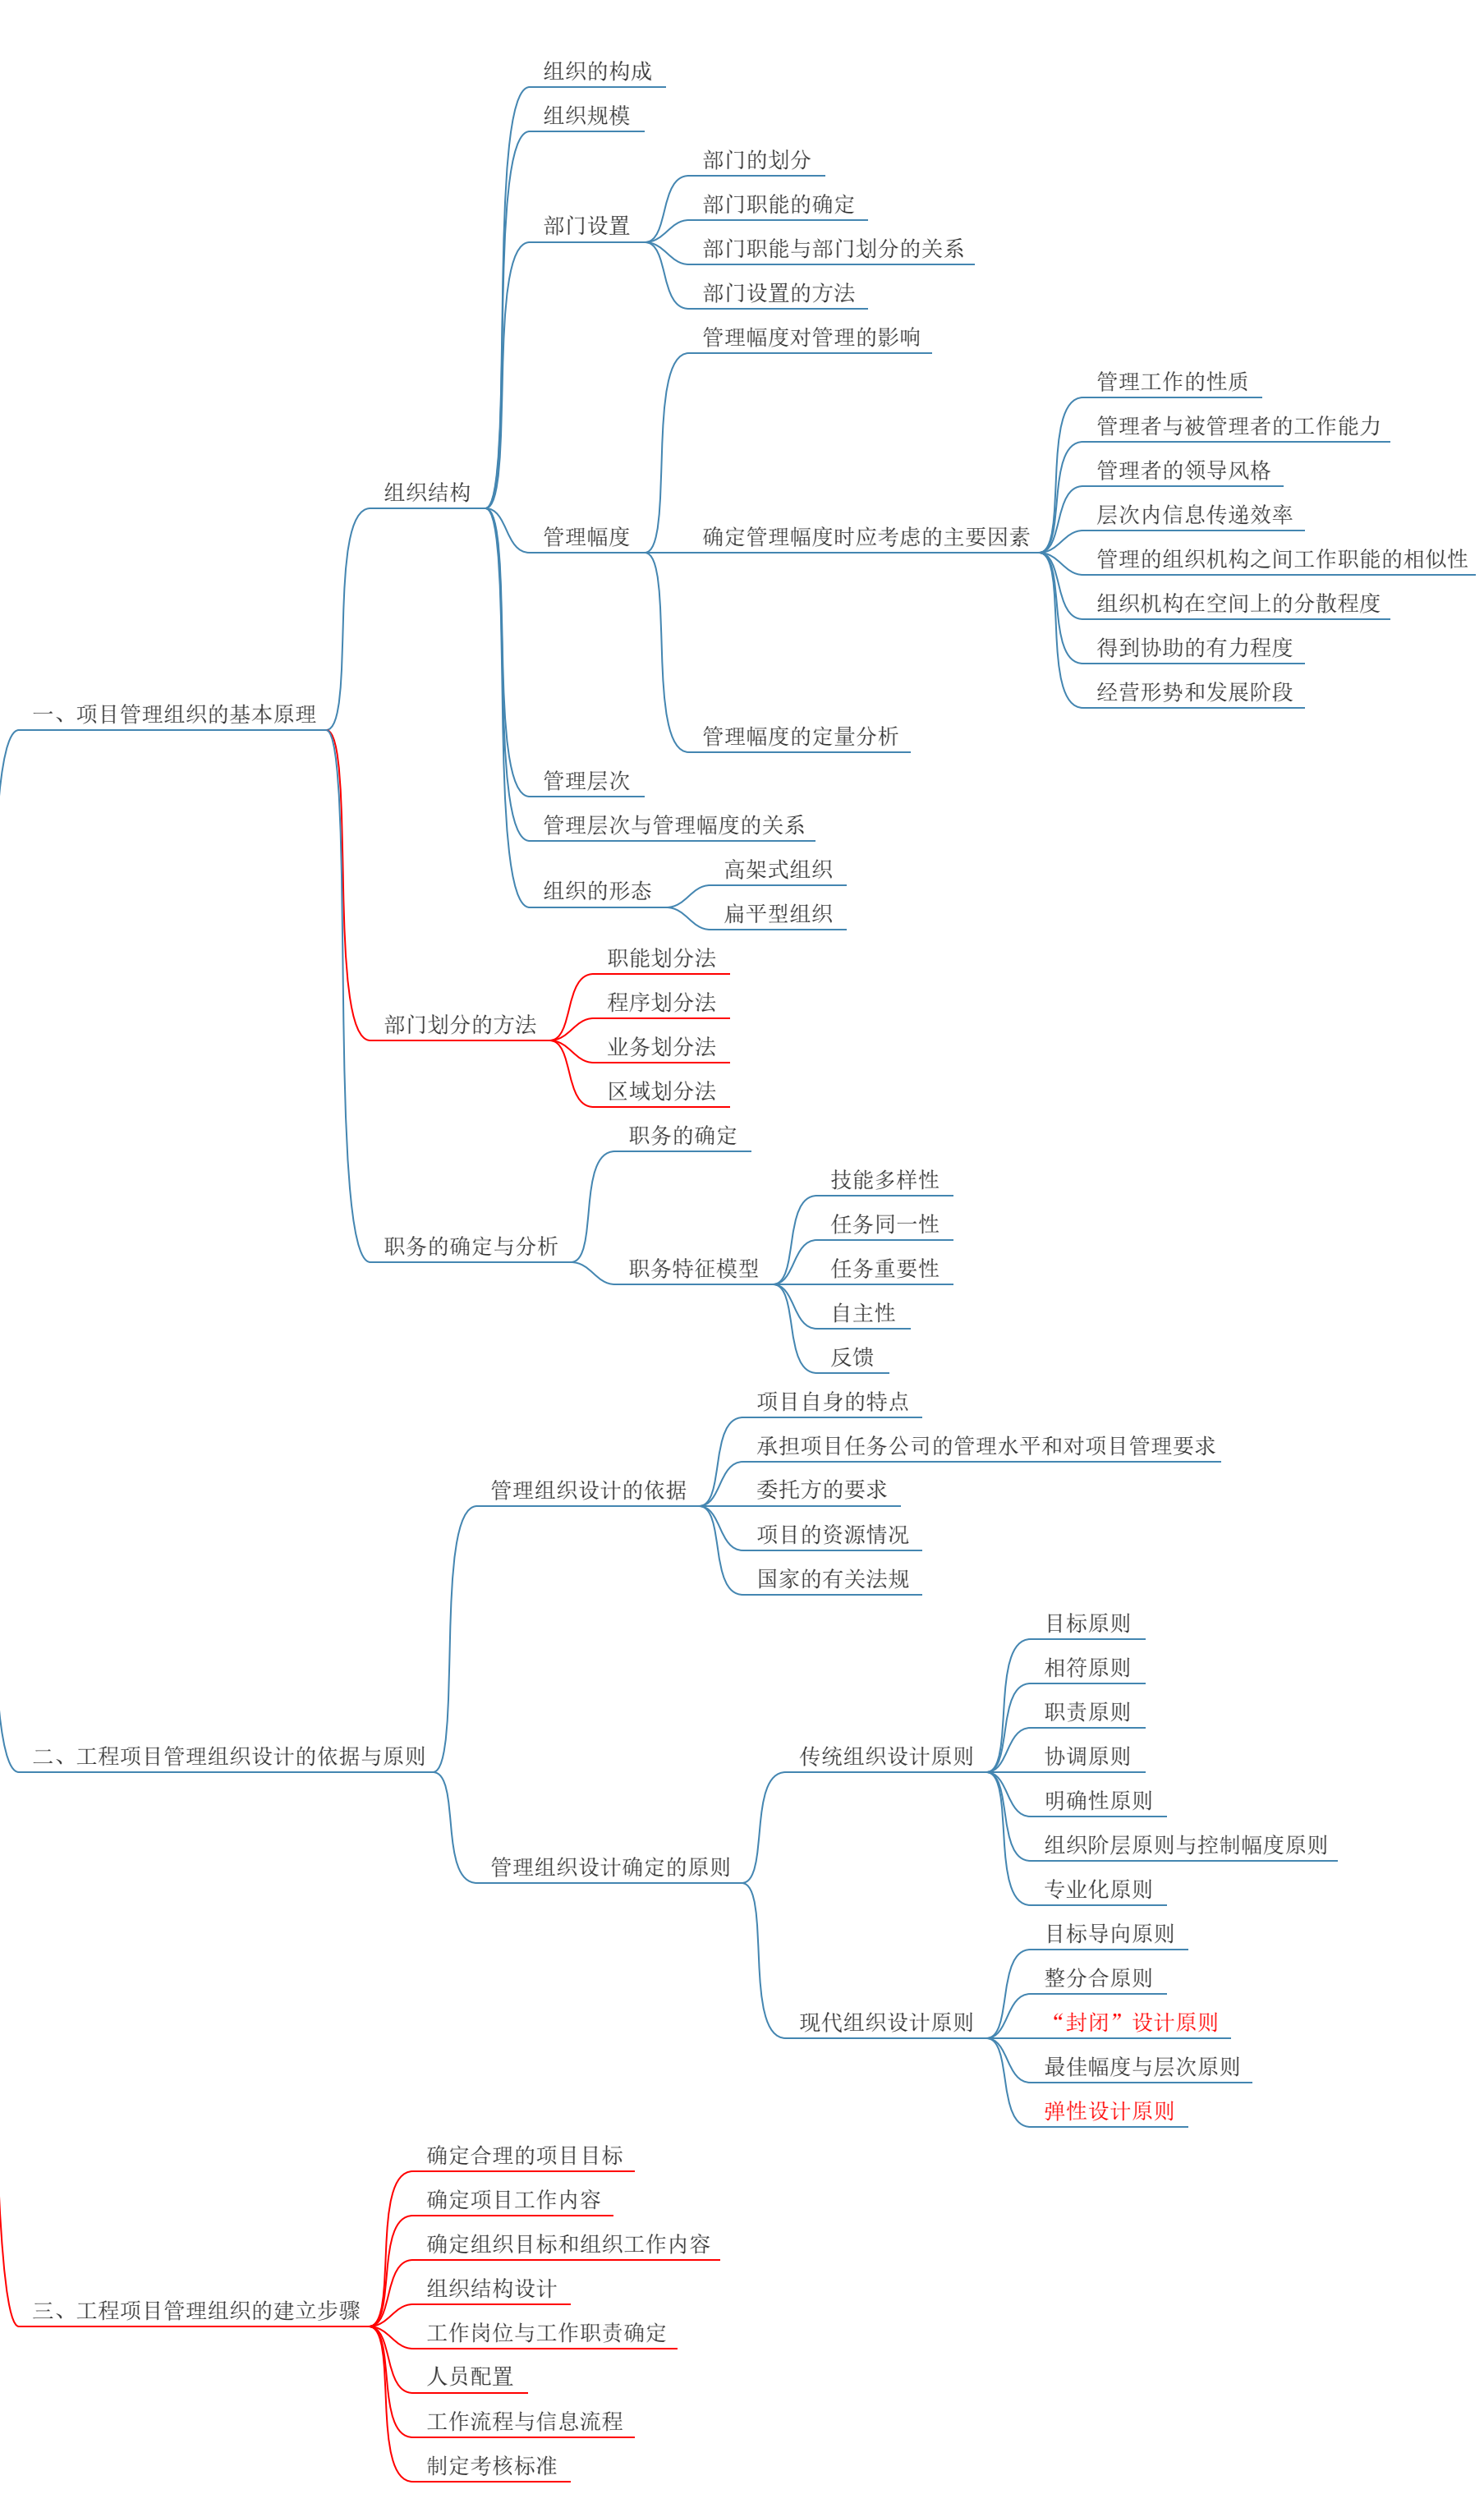 组织的构成
组织规模
部门的划分
部门职能的确定
部门设置
部门职能与部门划分的关系
部门设置的方法
管理幅度对管理的影响
管理工作的性质
管理者与被管理者的工作能力
管理者的领导风格
组织结构
层次内信息传递效率
管理幅度
确定管理幅度时应考虑的主要因素
管理的组织机构之间工作职能的相似性
组织机构在空间上的分散程度
得到协助的有力程度
经营形势和发展阶段
一、项目管理组织的基本原理
管理幅度的定量分析
管理层次
管理层次与管理幅度的关系
高架式组织
组织的形态
扁平型组织
职能划分法
程序划分法
部门划分的方法
业务划分法
区域划分法
职务的确定
技能多样性
任务同一性
职务的确定与分析
职务特征模型
任务重要性
自主性
反馈
项目自身的特点
承担项目任务公司的管理水平和对项目管理要求
管理组织设计的依据
委托方的要求
项目的资源情况
国家的有关法规
目标原则
相符原则
职责原则
二、工程项目管理组织设计的依据与原则
传统组织设计原则
协调原则
明确性原则
组织阶层原则与控制幅度原则
管理组织设计确定的原则
专业化原则
目标导向原则
整分合原则
现代组织设计原则
“封闭”设计原则
最佳幅度与层次原则
弹性设计原则
确定合理的项目目标
确定项目工作内容
确定组织目标和组织工作内容
组织结构设计
三、工程项目管理组织的建立步骤
工作岗位与工作职责确定
人员配置
工作流程与信息流程
制定考核标准